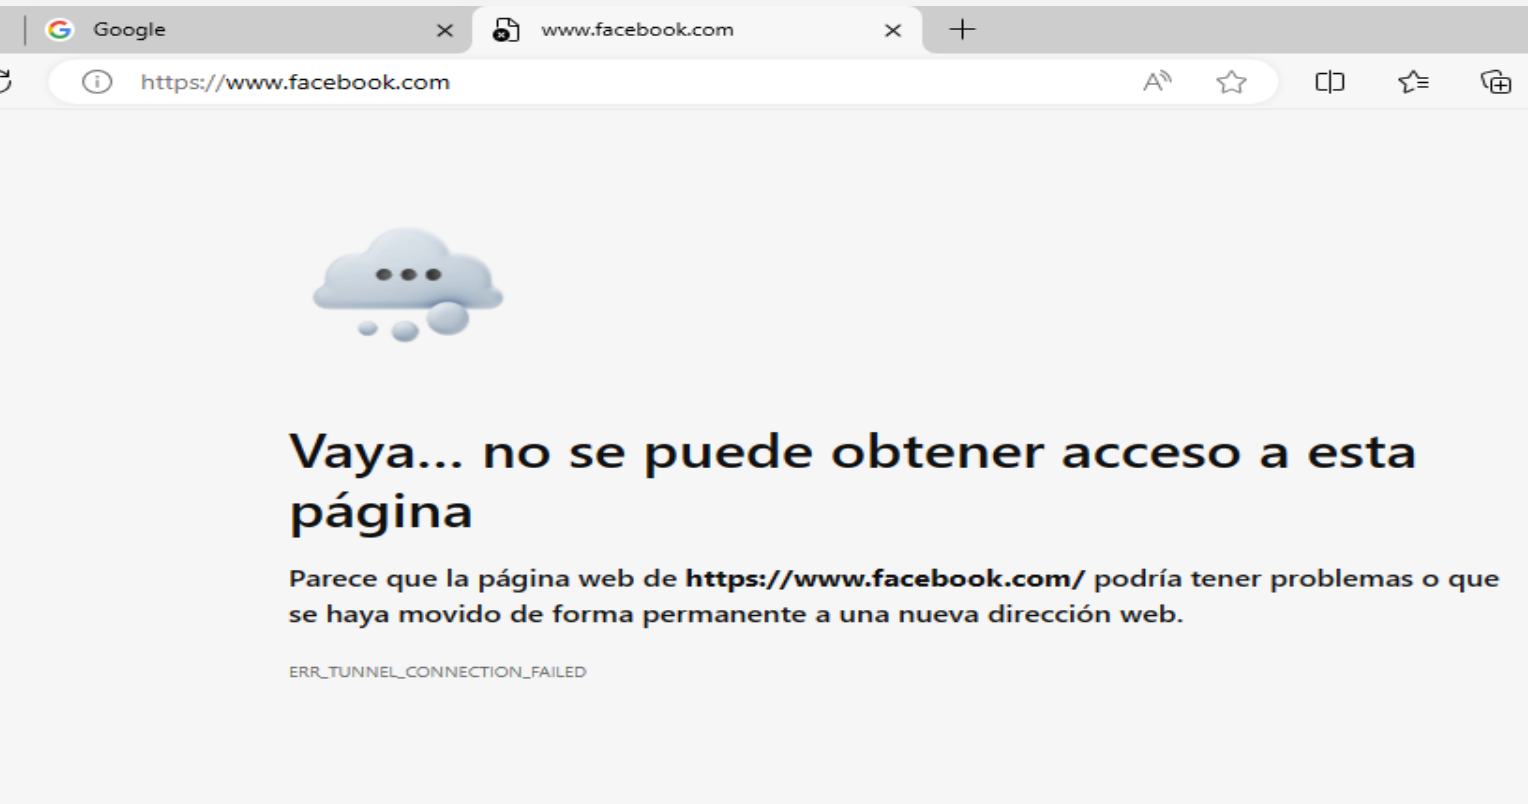 Google
www.facebook.com
https://www.facebook.com
Vaya... no se puede obtener acceso a esta
página
Parece que la página web de https://www.facebook.com/ podría tener problemas o que
se haya movido de forma permanente a una nueva dirección web.
ERR_TUNNEL_CONNECTION_FAILED